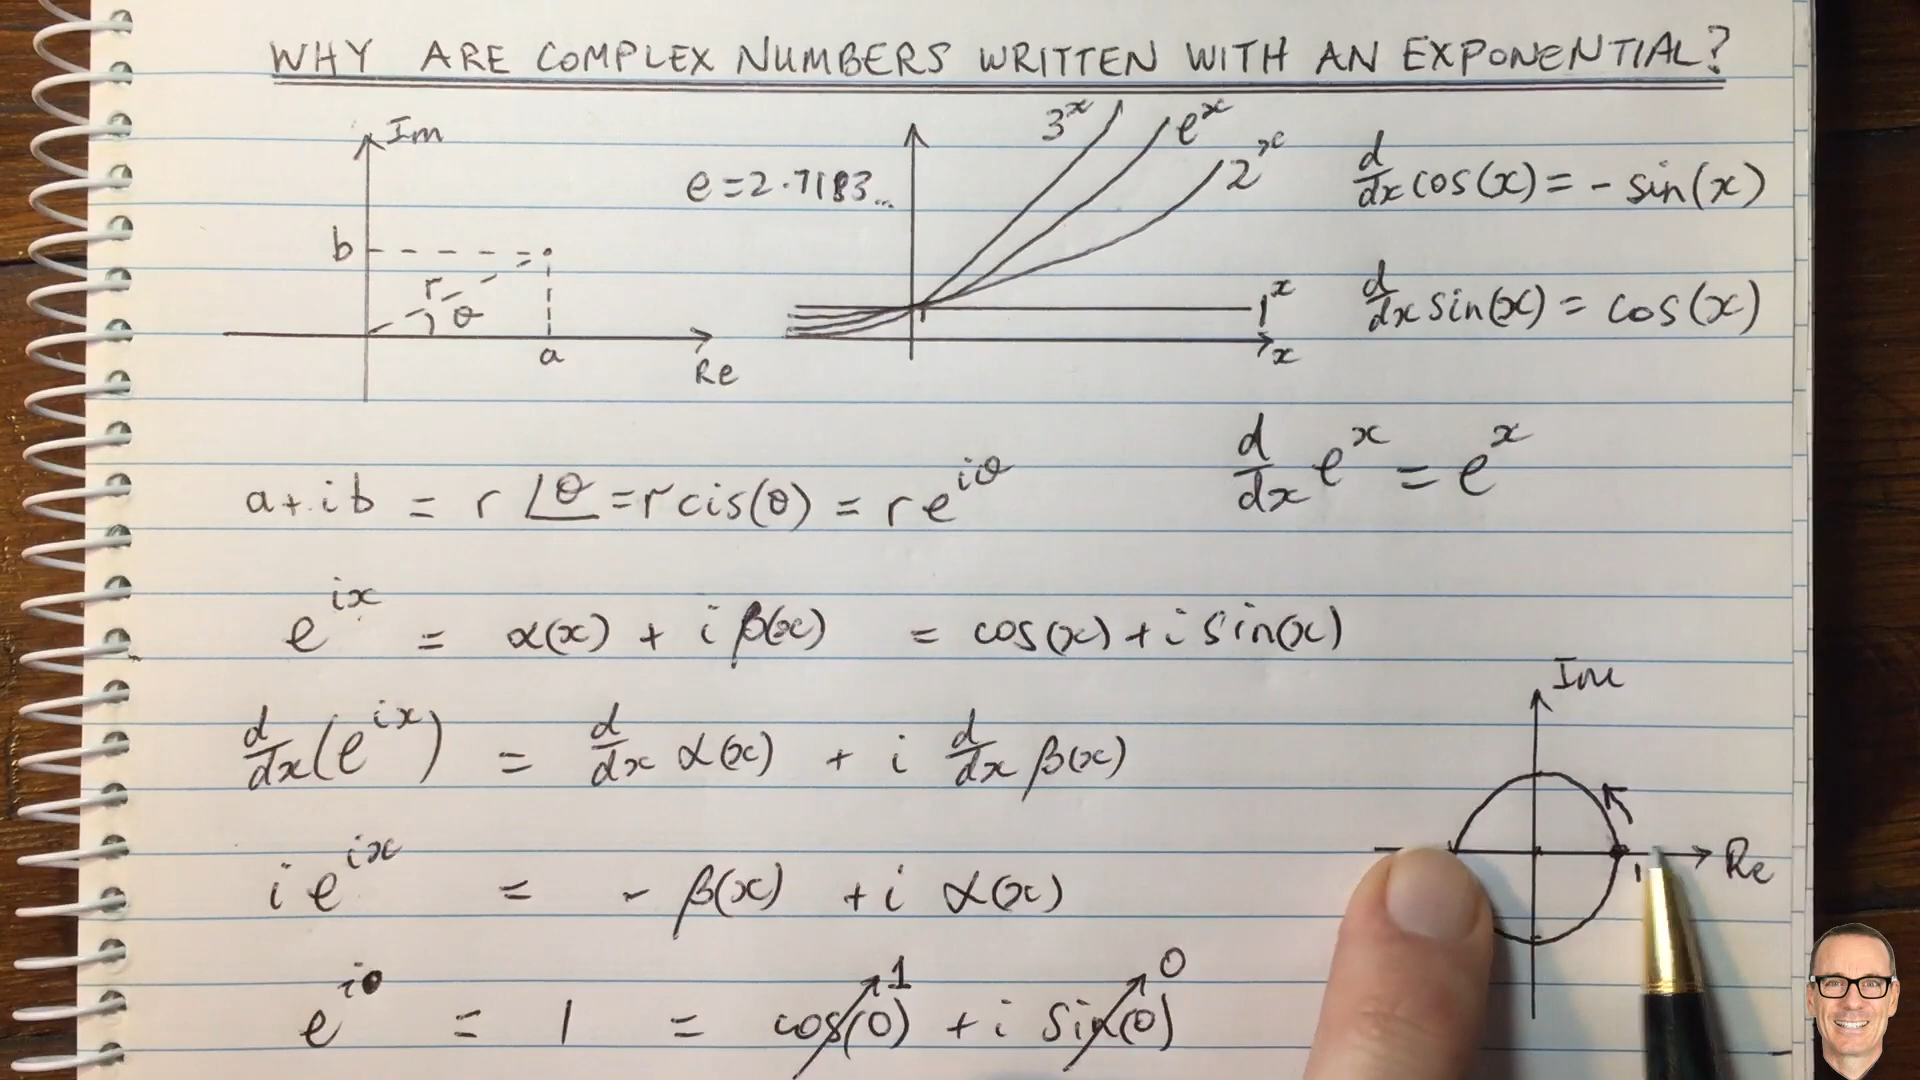 WHY ARE COMPLEX NUMBERS WRITTEN WITH AN EXPONENTIAL?
Im
b
r
θ
a
Re
e = 2.7183...
3^x
e^x
2^x
1^x
1
x
d/dx cos(x) = - sin(x)
d/dx sin(x) = cos(x)
d/dx e^x = e^x
a + ib = r ∠θ = r cis(θ) = r e^{iθ}
e^{ix} = α(x) + i β(x) = cos(x) + i sin(x)
d/dx (e^{ix}) = d/dx α(x) + i d/dx β(x)
i e^{ix} = - β(x) + i α(x)
e^{i0} = 1 = cos(0) 1 + i sin(0) 0
Im
1
Re